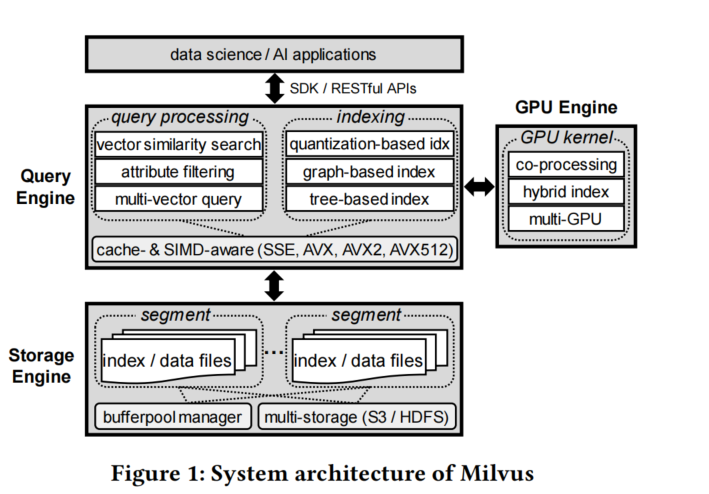 data science / AI applications
SDK / RESTful APIs
GPU Engine
query processing
indexing
GPU kernel
vector similarity search
quantization-based idx
co-processing
Query
Engine
attribute filtering
graph-based index
hybrid index
multi-vector query
tree-based index
multi-GPU
cache- & SIMD-aware (SSE, AVX, AVX2, AVX512)
segment
segment
Storage
Engine
index / data files
...
index / data files
bufferpool manager
multi-storage (S3 / HDFS)
Figure 1: System architecture of Milvus